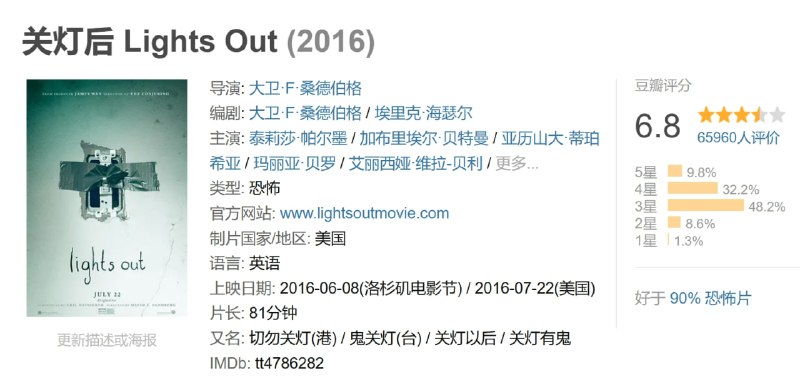 关灯后 Lights Out (2016)
lights out
JULY 22
更新描述或海报
导演: 大卫·F·桑德伯格
编剧: 大卫·F·桑德伯格 / 埃里克·海瑟尔
主演: 泰莉莎·帕尔墨 / 加布里埃尔·贝特曼 / 亚历山大·蒂珀
希亚 / 玛丽亚·贝罗 / 艾丽西娅·维拉-贝利 / 更多...
类型: 恐怖
官方网站: www.lightsoutmovie.com
制片国家/地区: 美国
语言: 英语
上映日期: 2016-06-08(洛杉矶电影节) / 2016-07-22(美国)
片长: 81分钟
又名: 切勿关灯(港) / 鬼关灯(台) / 关灯以后 / 关灯有鬼
IMDb: tt4786282
豆瓣评分
6.8
65960人评价
5星 9.8%
4星 32.2%
3星 48.2%
2星 8.6%
1星 1.3%
好于 90% 恐怖片